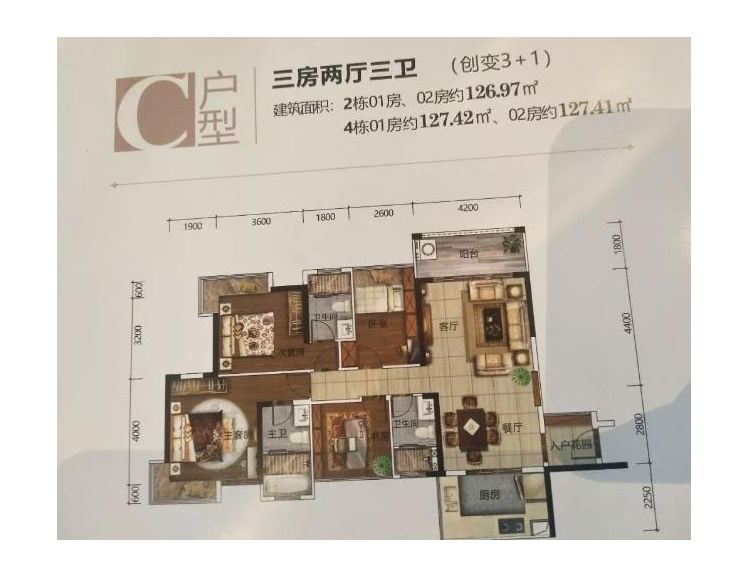 C户型
三房两厅三卫 (创变3+1)
建筑面积：2栋01房、02房约126.97㎡
4栋01房约127.42㎡、02房约127.41㎡
1900 3600 1800 2600 4200
1800
阳台
600
3200
4400
卫生间
卧室
客厅
次套房
4000
2800
主套房
主卫
书房
卫生间
餐厅
入户花园
600
厨房
2250